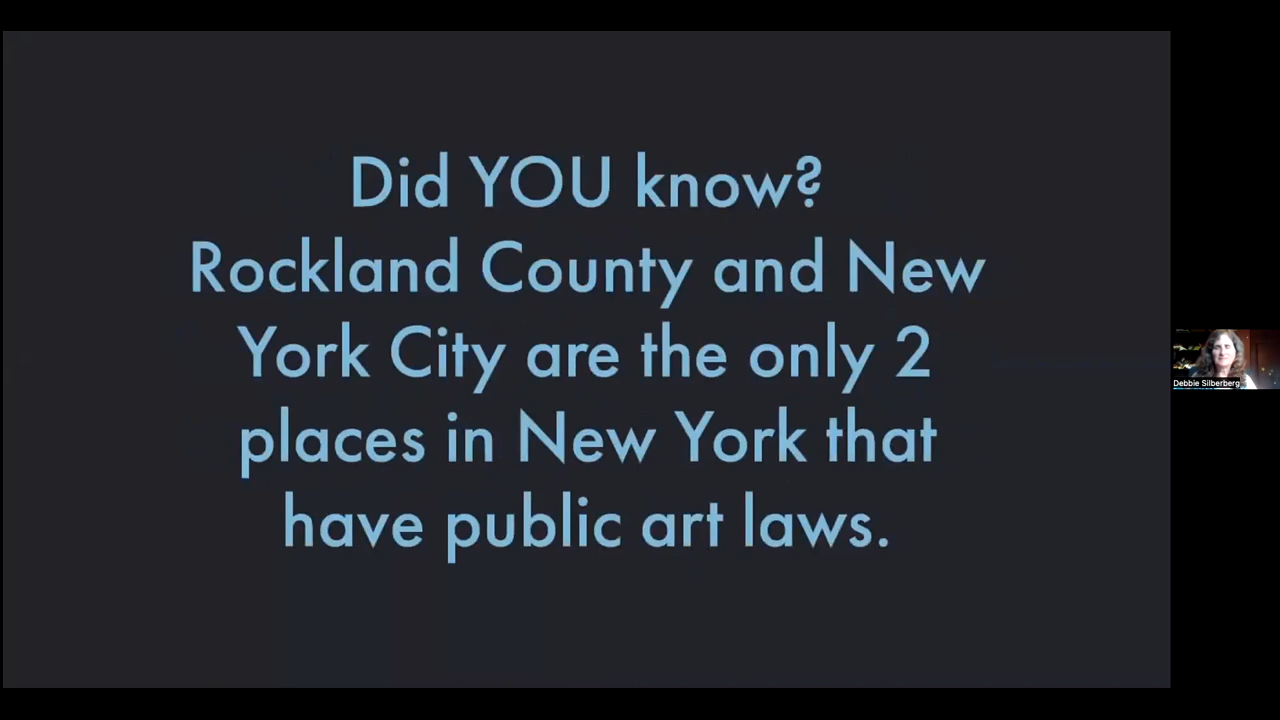 Did YOU know?
Rockland County and New
York City are the only 2
places in New York that
have public art laws.
Debbie Silberberg